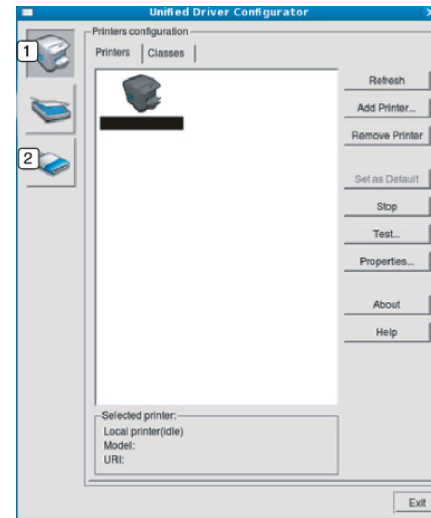 Unified Driver Configurator
1
Printers configuration
Printers Classes
Refresh
Add Printer...
Remove Printer
2
Set as Default
Stop
Test...
Properties...
About
Help
Selected printer:
Local printer(idle)
Model:
URI:
Exit